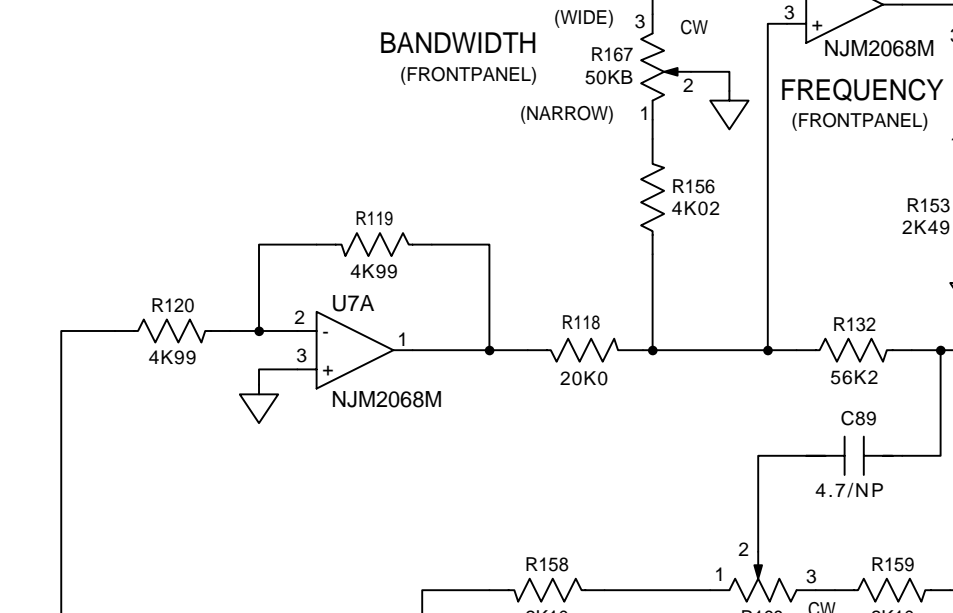 (WIDE)
3
CW
3
+
BANDWIDTH
R167
NJM2068M
(FRONTPANEL)
50KB
2
FREQUENCY
(NARROW)
1
(FRONTPANEL)
R156
4K02
R153
2K49
R119
4K99
U7A
R120
2
-
1
R118
R132
4K99
3
+
20K0
56K2
NJM2068M
C89
4.7/NP
2
R158
1
3
R159
CW